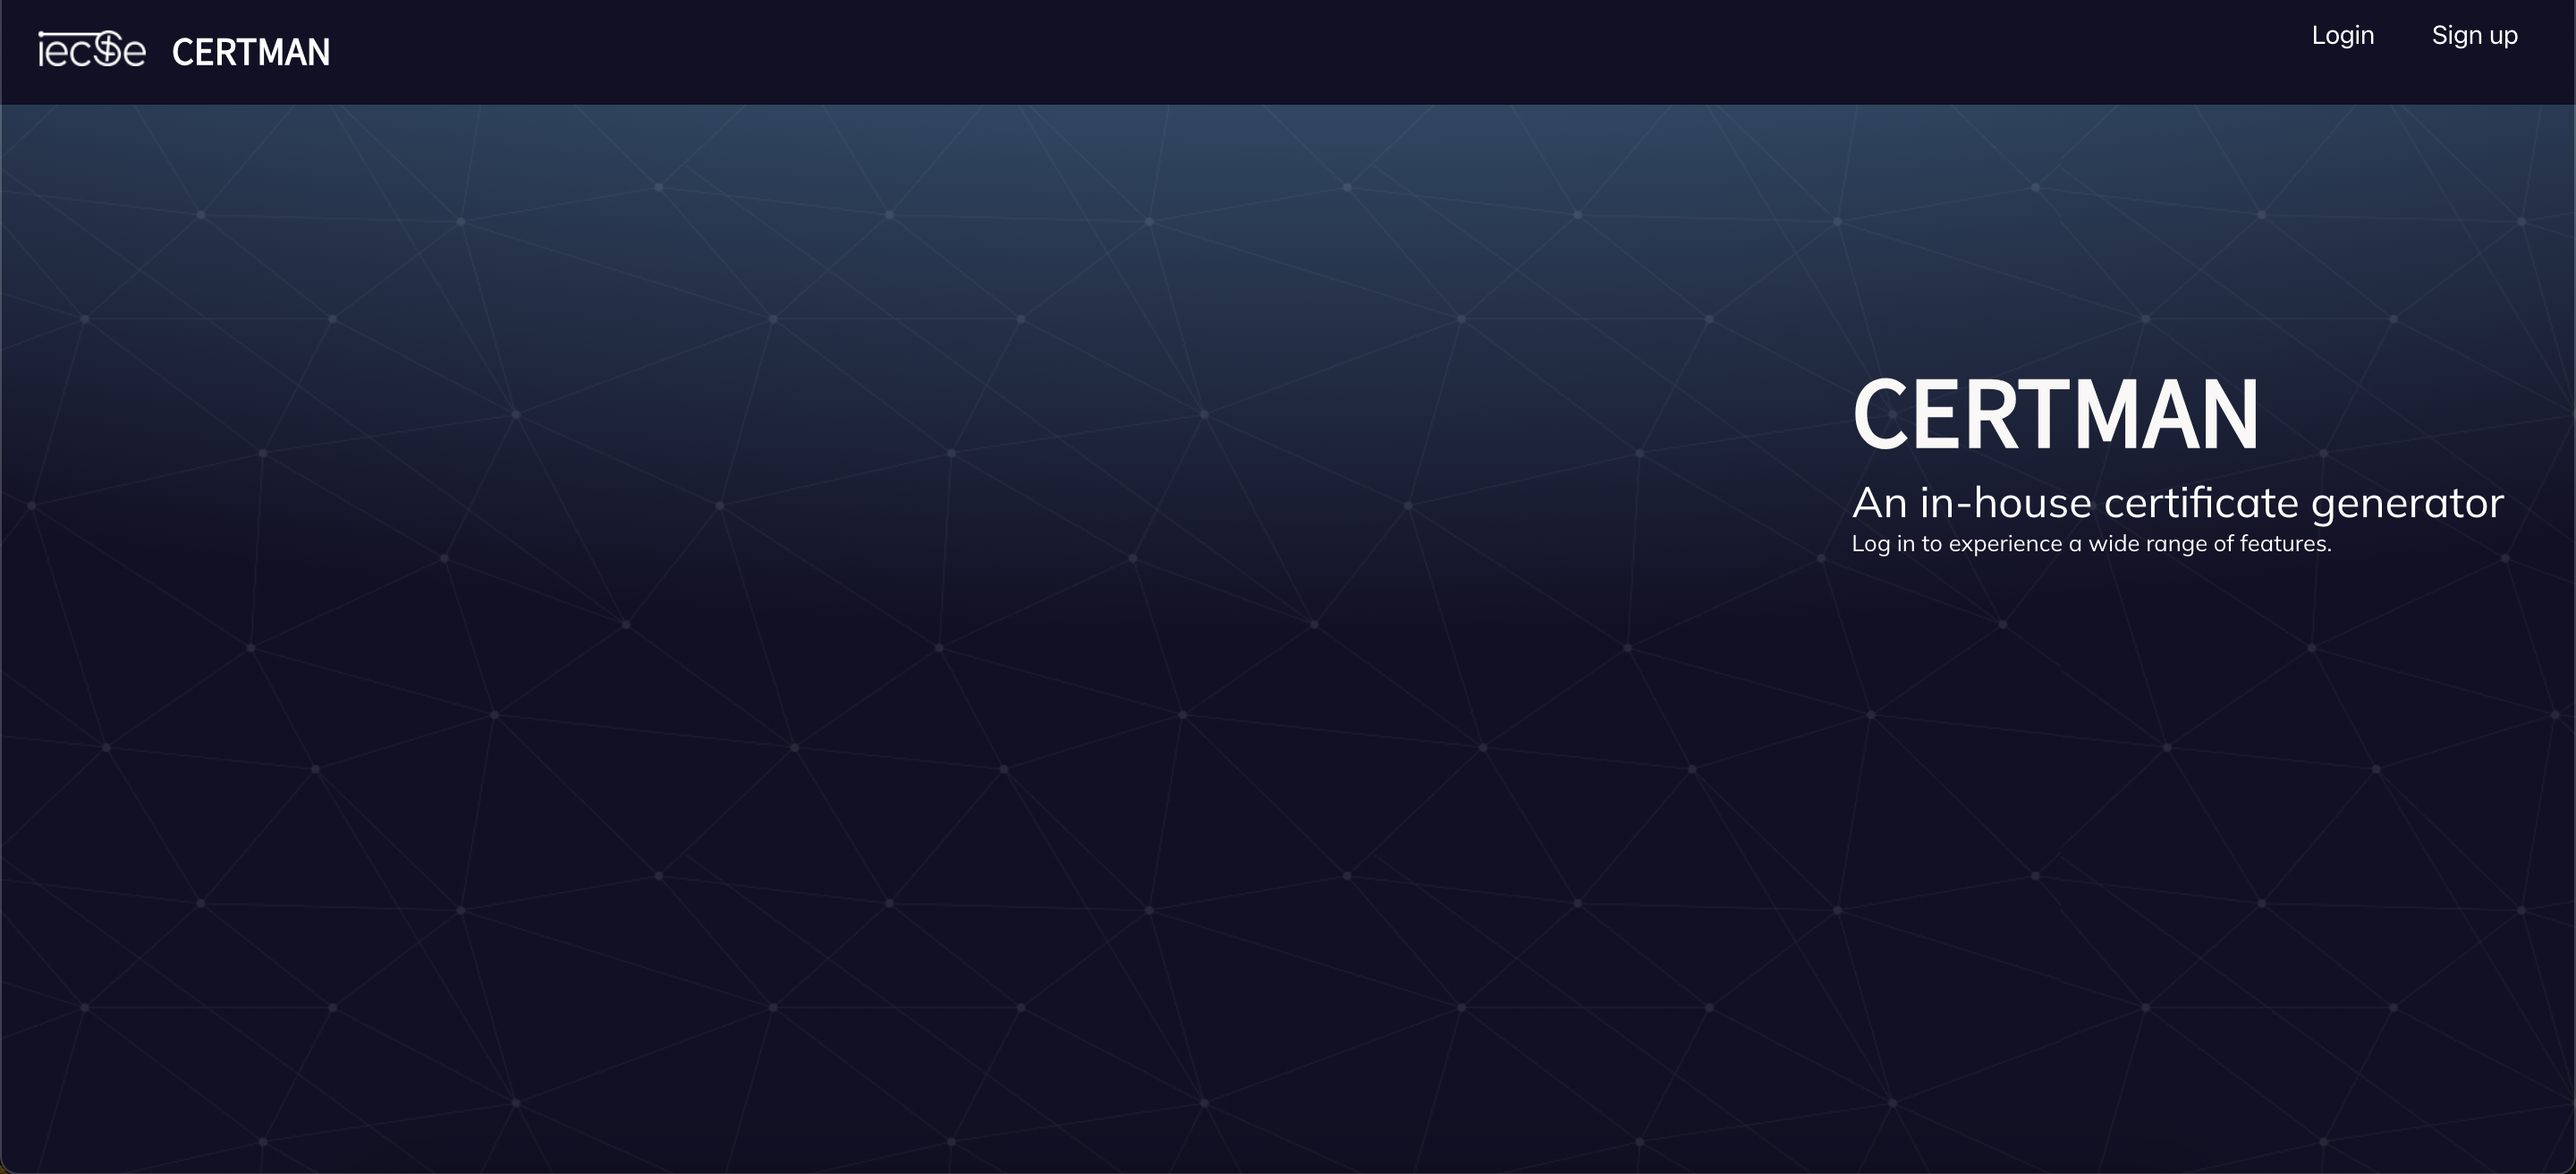 iecse CERTMAN
Login Sign up
CERTMAN
An in-house certificate generator
Log in to experience a wide range of features.